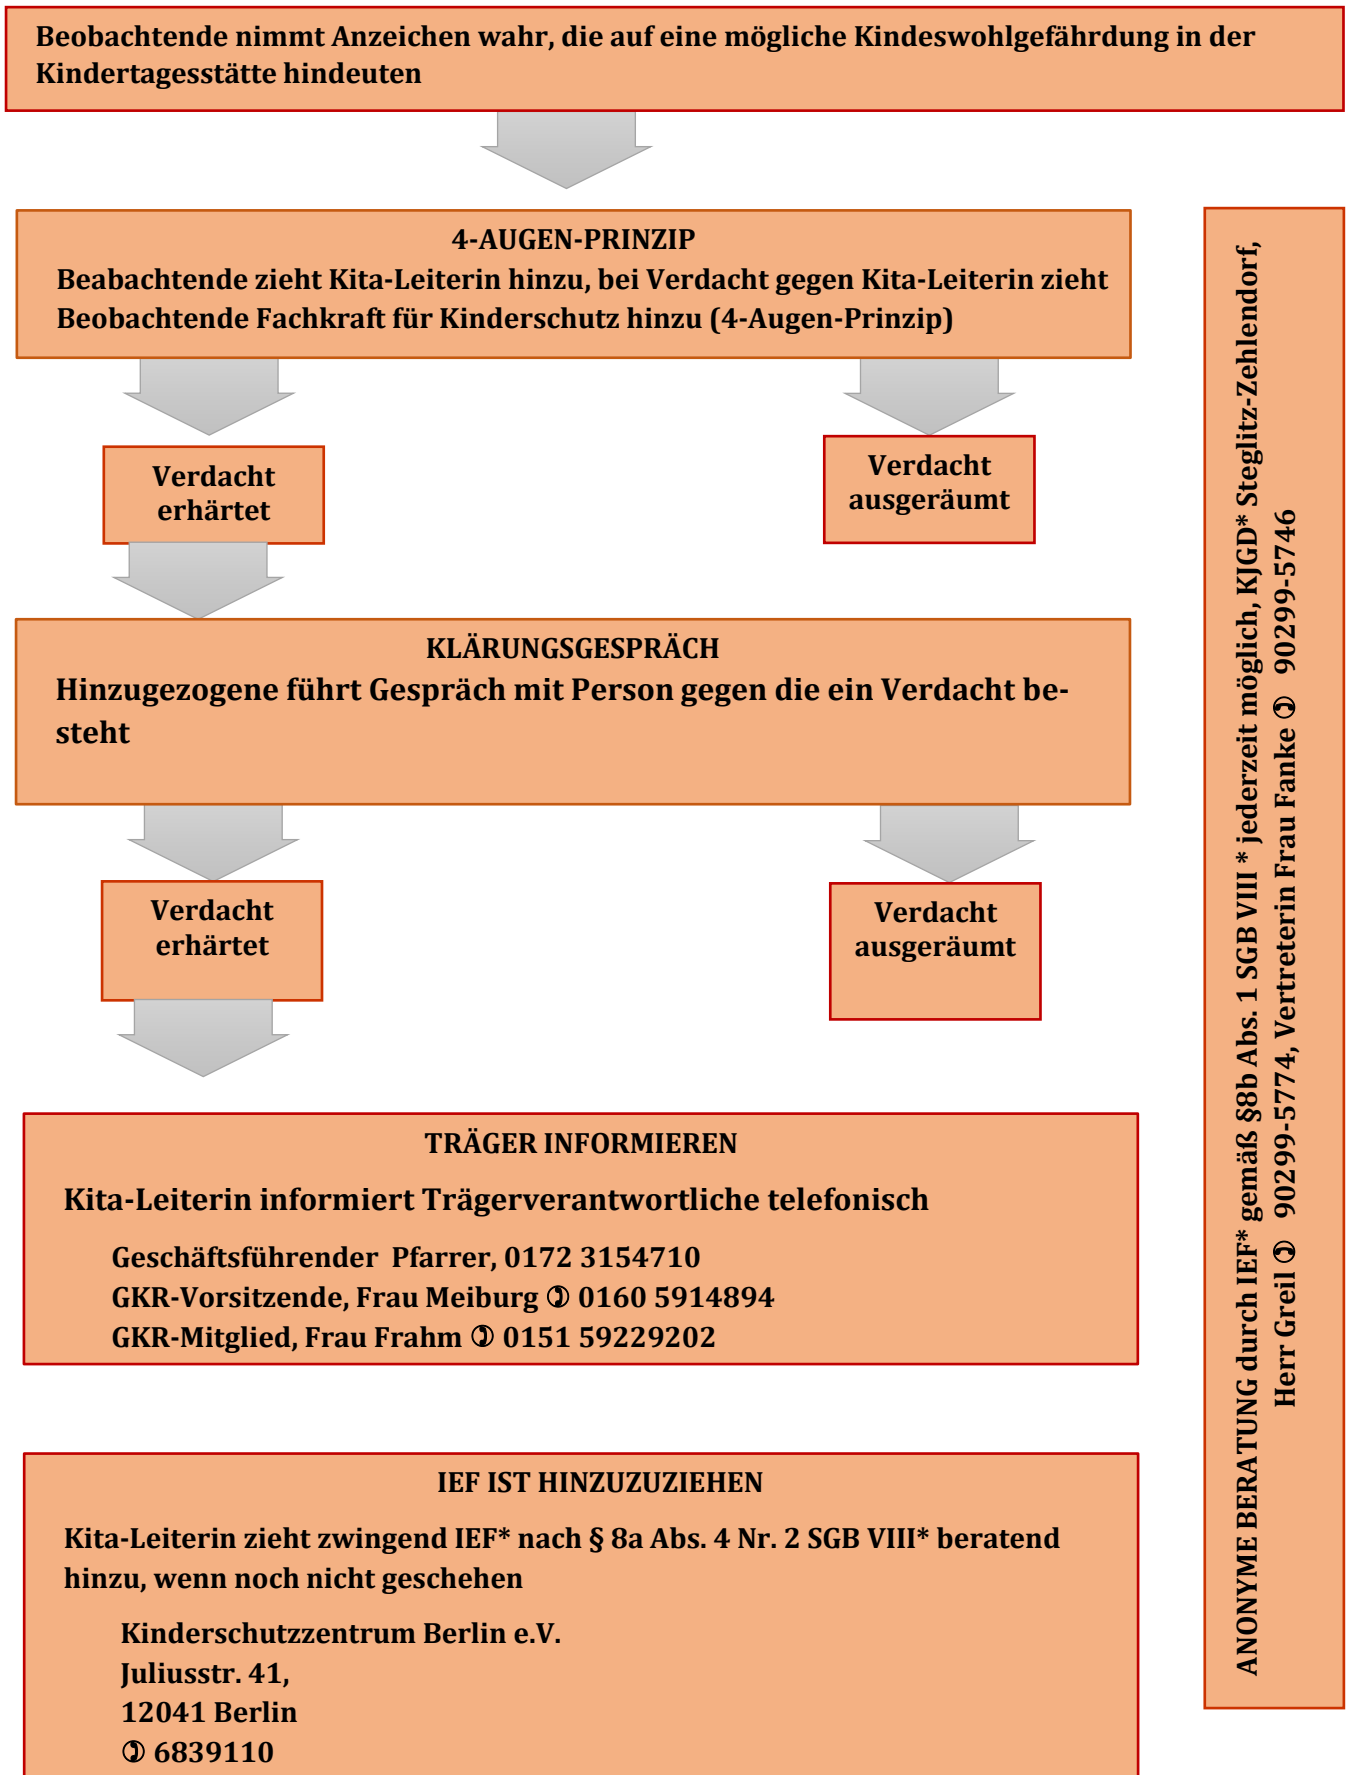 Beobachtende nimmt Anzeichen wahr, die auf eine mögliche Kindeswohlgefährdung in der
Kindertagesstätte hindeuten
4-AUGEN-PRINZIP
Beabachtende zieht Kita-Leiterin hinzu, bei Verdacht gegen Kita-Leiterin zieht
Beobachtende Fachkraft für Kinderschutz hinzu (4-Augen-Prinzip)
Verdacht
erhärtet
Verdacht
ausgeräumt
KLÄRUNGSGESPRÄCH
Hinzugezogene führt Gespräch mit Person gegen die ein Verdacht be-
steht
Verdacht
erhärtet
Verdacht
ausgeräumt
TRÄGER INFORMIEREN
Kita-Leiterin informiert Trägerverantwortliche telefonisch
Geschäftsführender Pfarrer, 0172 3154710
GKR-Vorsitzende, Frau Meiburg ✆ 0160 5914894
GKR-Mitglied, Frau Frahm ✆ 0151 59229202
IEF IST HINZUZUZIEHEN
Kita-Leiterin zieht zwingend IEF* nach § 8a Abs. 4 Nr. 2 SGB VIII* beratend
hinzu, wenn noch nicht geschehen
Kinderschutzzentrum Berlin e.V.
Juliusstr. 41,
12041 Berlin
✆ 6839110
ANONYME BERATUNG durch IEF* gemäß §8b Abs. 1 SGB VIII * jederzeit möglich, KJGD* Steglitz-Zehlendorf,
Herr Greil ✆ 90299-5774, Vertreterin Frau Fanke ✆ 90299-5746